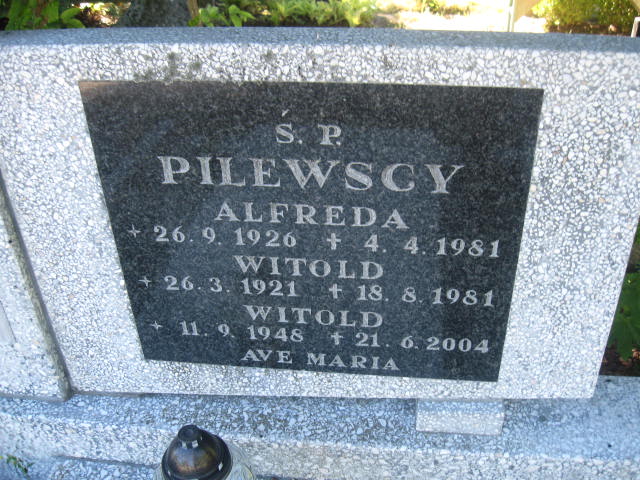 Ś. P.
PILEWSCY
ALFREDA
* 26. 9. 1926 ✝ 4. 4. 1981
WITOLD
* 26. 3. 1921 ✝ 18. 8. 1981
WITOLD
* 11. 9. 1948 ✝ 21. 6. 2004
AVE MARIA